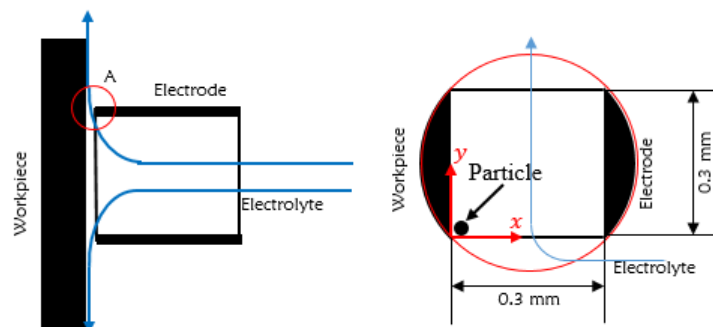 A
Electrode
Workpiece
Electrolyte
Workpiece
y
Particle
x
Electrode
0.3 mm
Electrolyte
0.3 mm